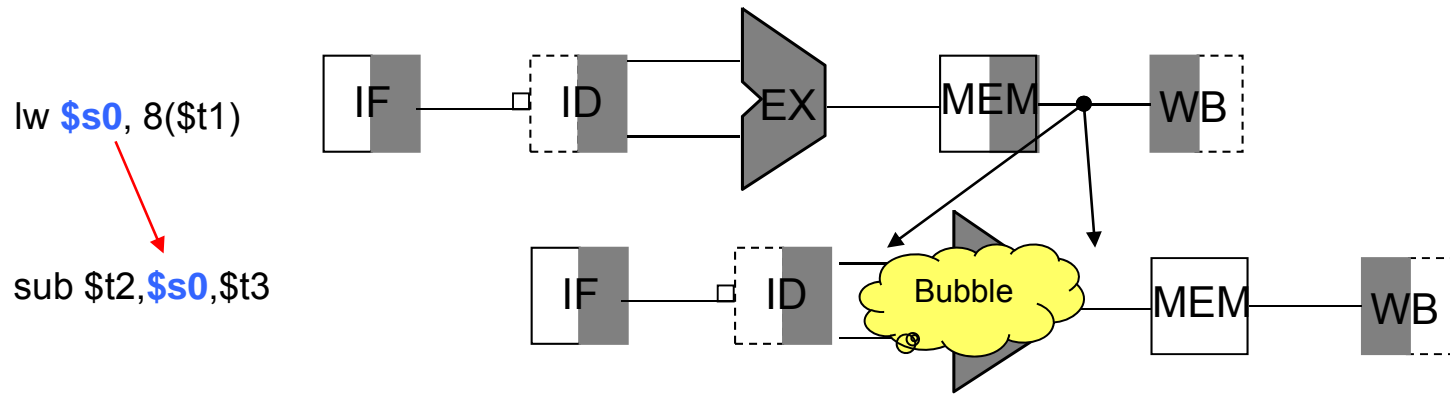 lw $s0, 8($t1)
IF
ID
EX
MEM
WB
sub $t2,$s0,$t3
IF
ID
Bubble
MEM
WB